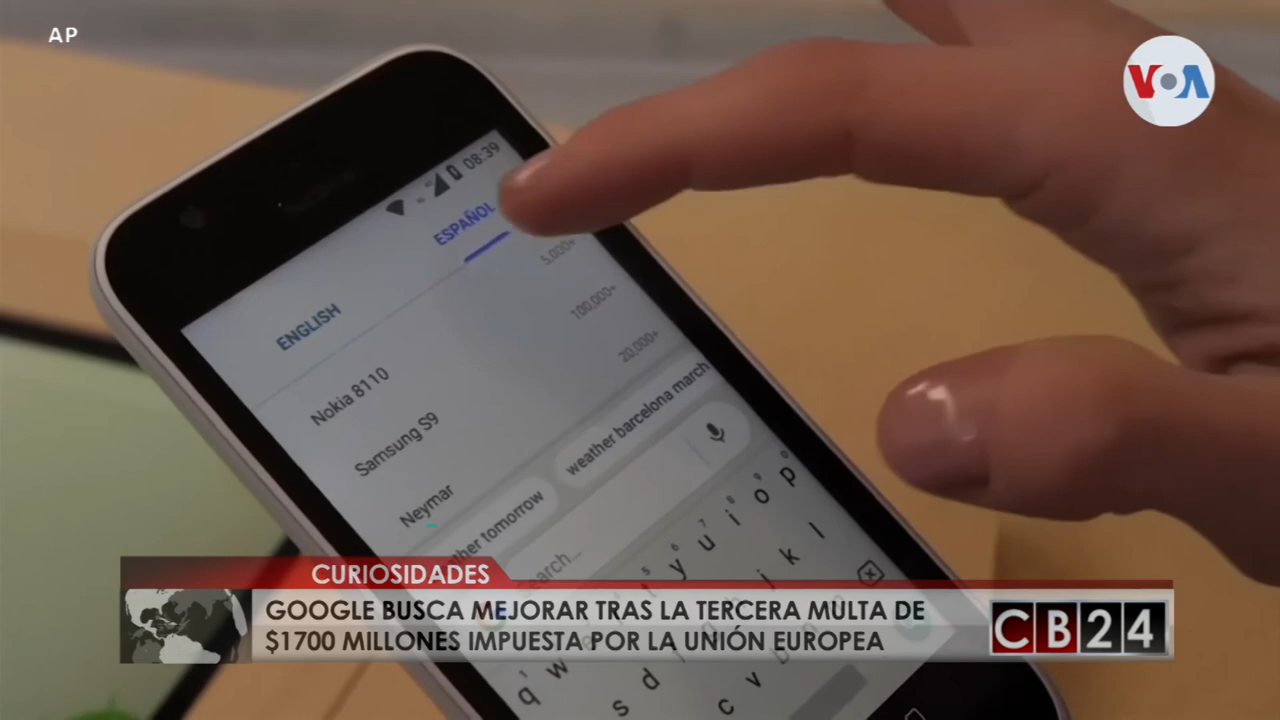 AP
VOA
08:39
ENGLISH
ESPAÑOL
5,000+
Nokia 8110
100,000+
Samsung S9
20,000+
Neymar
weather barcelona march
ther tomorrow
earch...
y u i o p
j k l
q w
s d
c v b
CURIOSIDADES
GOOGLE BUSCA MEJORAR TRAS LA TERCERA MULTA DE
$1700 MILLONES IMPUESTA POR LA UNIÓN EUROPEA
CB24